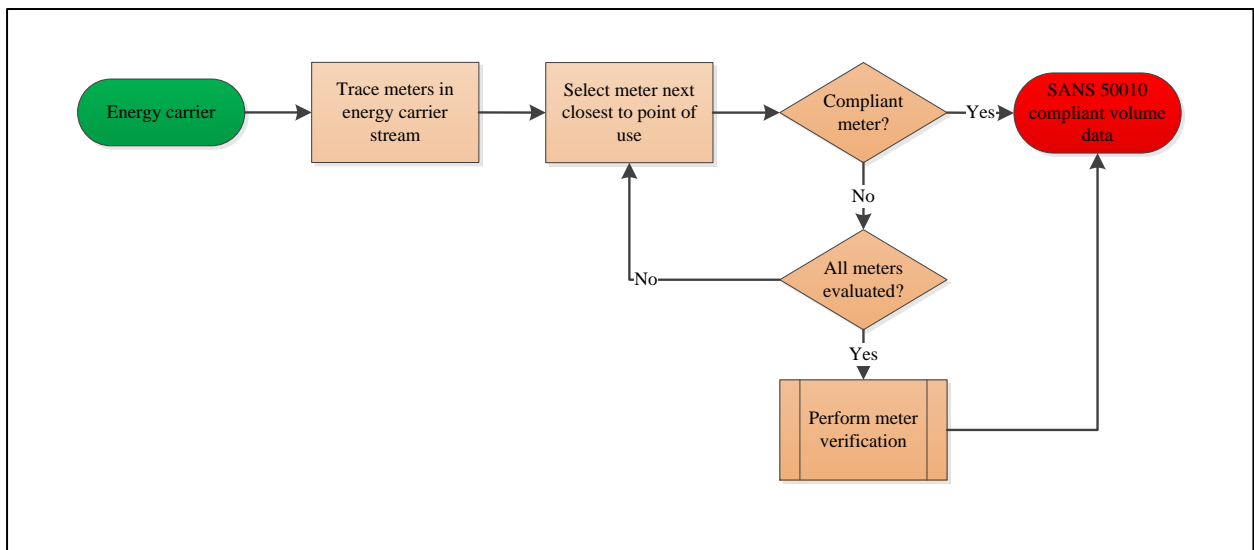 Energy carrier
Trace meters in
energy carrier
stream
Select meter next
closest to point of
use
Compliant
meter?
Yes
SANS 50010
compliant volume
data
No
All meters
evaluated?
No
Yes
Perform meter
verification